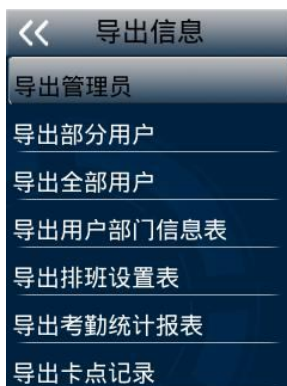 导出信息
导出管理员
导出部分用户
导出全部用户
导出用户部门信息表
导出排班设置表
导出考勤统计报表
导出卡点记录